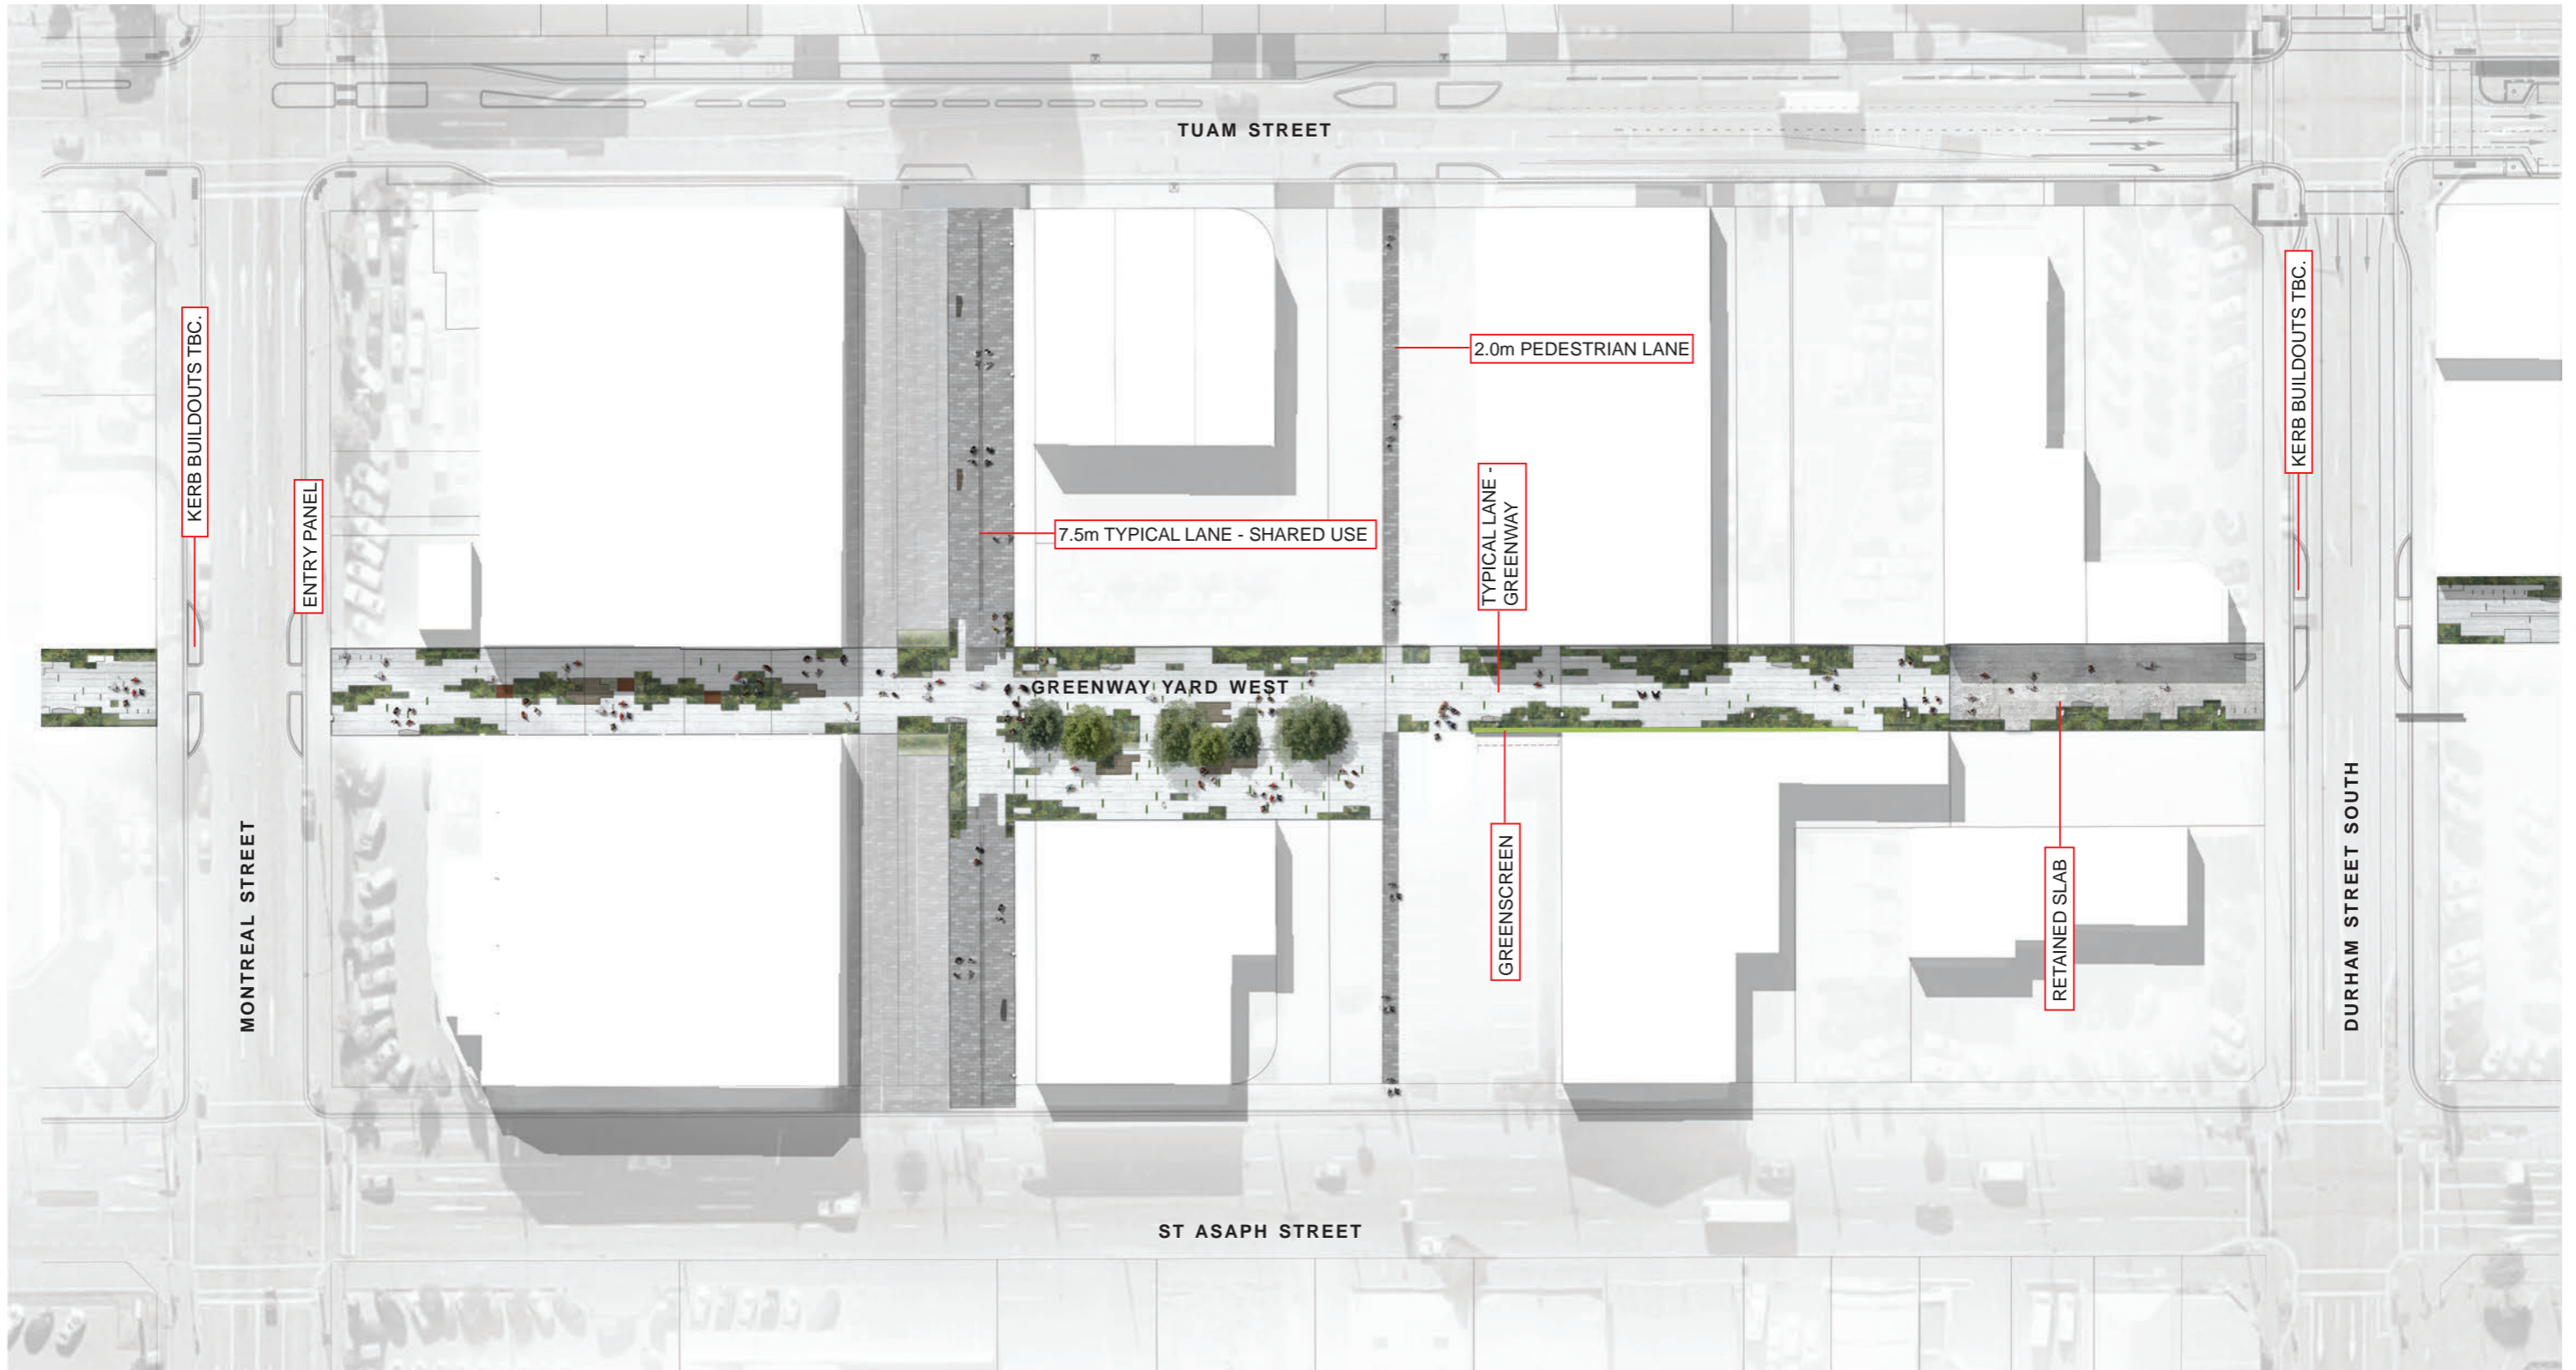 TUAM STREET
KERB BUILDOUTS TBC.
KERB BUILDOUTS TBC.
2.0m PEDESTRIAN LANE
ENTRY PANEL
TYPICAL LANE -
GREENWAY
7.5m TYPICAL LANE - SHARED USE
GREENWAY YARD WEST
MONTREAL STREET
GREENSCREEN
RETAINED SLAB
DURHAM STREET SOUTH
ST ASAPH STREET